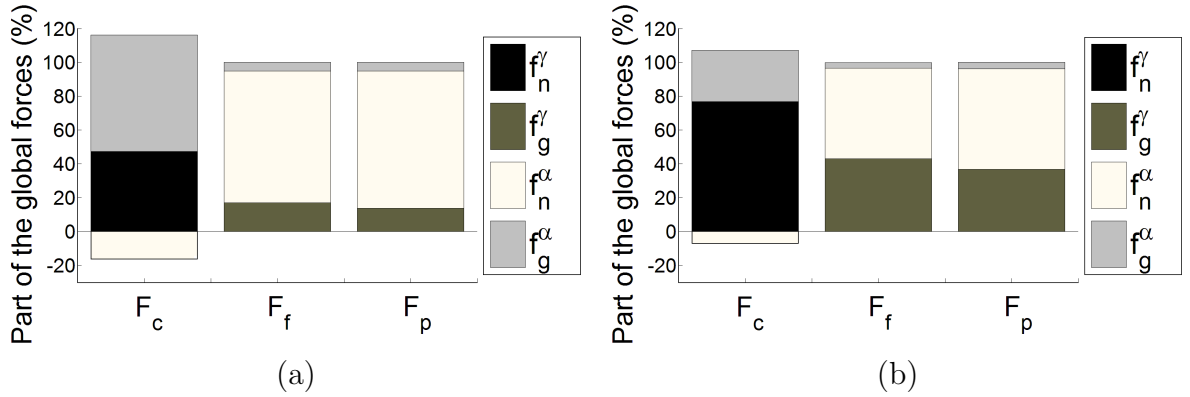 Part of the global forces (%)
120
100
80
60
40
20
0
-20
F_c
F_f
F_p
f_n^γ
f_g^γ
f_n^α
f_g^α
(a)
Part of the global forces (%)
120
100
80
60
40
20
0
-20
F_c
F_f
F_p
f_n^γ
f_g^γ
f_n^α
f_g^α
(b)